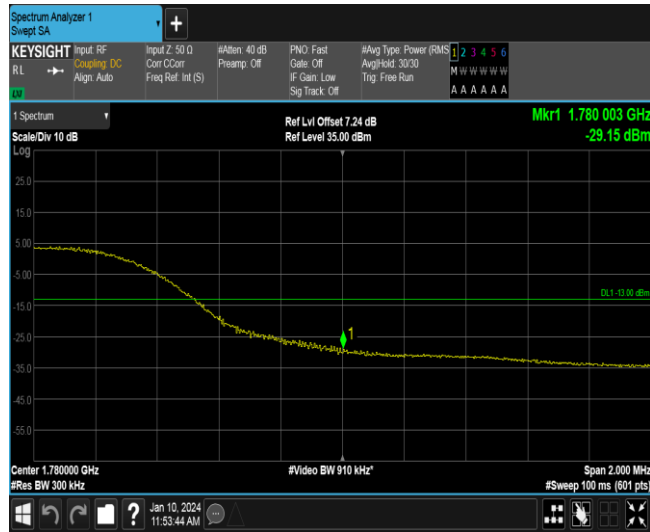 Spectrum Analyzer 1
Swept SA
KEYSIGHT
RL
LXI
Input: RF
Coupling: DC
Align: Auto
Input Z: 50 Ω
Corr CCorr
Freq Ref: Int (S)
#Atten: 40 dB
Preamp: Off
PNO: Fast
Gate: Off
IF Gain: Low
Sig Track: Off
#Avg Type: Power (RMS
Avg|Hold: 30/30
Trig: Free Run
1 2 3 4 5 6
M W W W W W
A A A A A A
1 Spectrum
Scale/Div 10 dB
Ref Lvl Offset 7.24 dB
Ref Level 35.00 dBm
Mkr1 1.780 003 GHz
-29.15 dBm
Log
25.0
15.0
5.00
-5.00
-15.0
-25.0
-35.0
-45.0
-55.0
DL1 -13.00 dBm
1
Center 1.780000 GHz
#Res BW 300 kHz
#Video BW 910 kHz*
Span 2.000 MHz
#Sweep 100 ms (601 pts)
?
Jan 10, 2024
11:53:44 AM